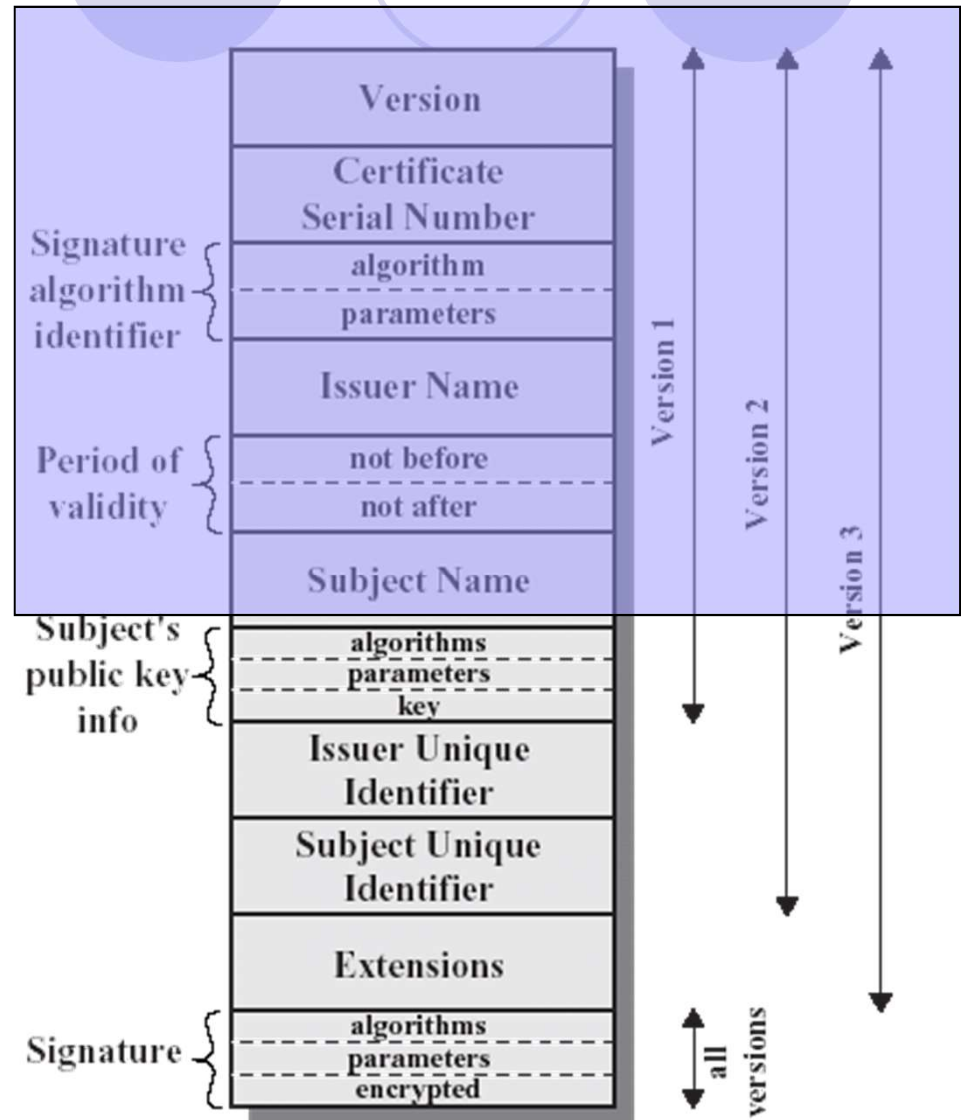 Version
Certificate
Serial Number
Signature
algorithm
identifier
algorithm
parameters
Issuer Name
Period of
validity
not before
not after
Subject Name
Subject's
public key
info
algorithms
parameters
key
Issuer Unique
Identifier
Subject Unique
Identifier
Extensions
Signature
algorithms
parameters
encrypted
Version 1
Version 2
Version 3
all
versions